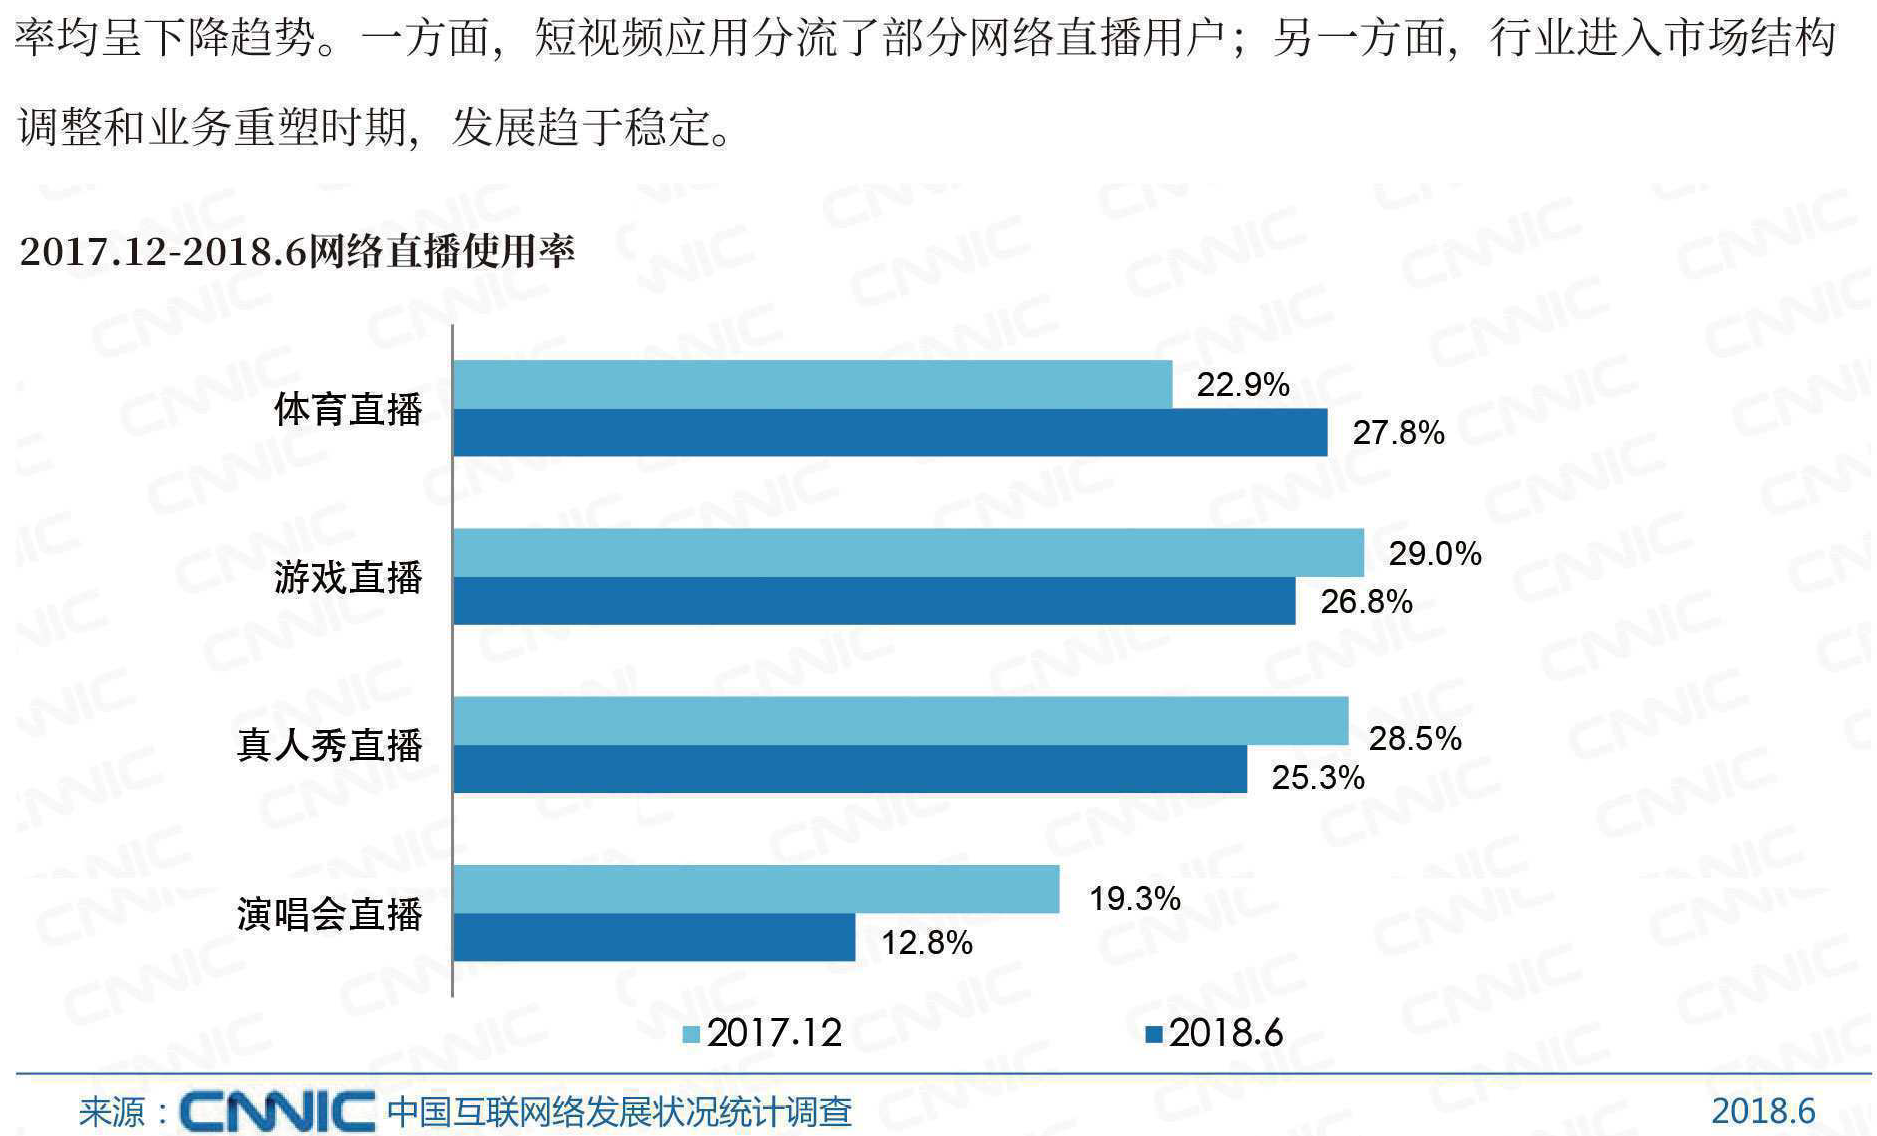 率均呈下降趋势。一方面，短视频应用分流了部分网络直播用户；另一方面，行业进入市场结构
调整和业务重塑时期，发展趋于稳定。
2017.12-2018.6网络直播使用率
体育直播
22.9%
27.8%
游戏直播
29.0%
26.8%
真人秀直播
28.5%
25.3%
演唱会直播
19.3%
12.8%
2017.12
2018.6
来源：CNNIC 中国互联网络发展状况统计调查
2018.6